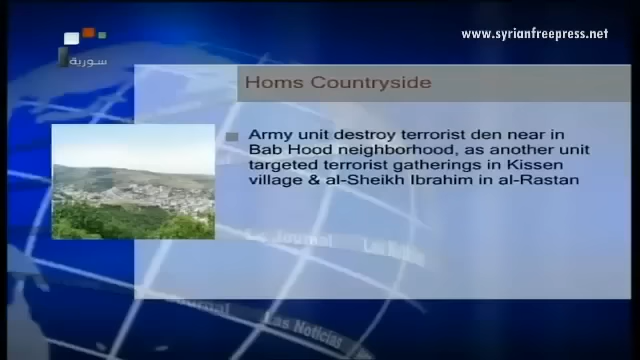 www.syrianfreepress.net
سورية
Homs Countryside
Army unit destroy terrorist den near in
Bab Hood neighborhood, as another unit
targeted terrorist gatherings in Kissen
village & al-Sheikh Ibrahim in al-Rastan
Le Journal
Las Noticias